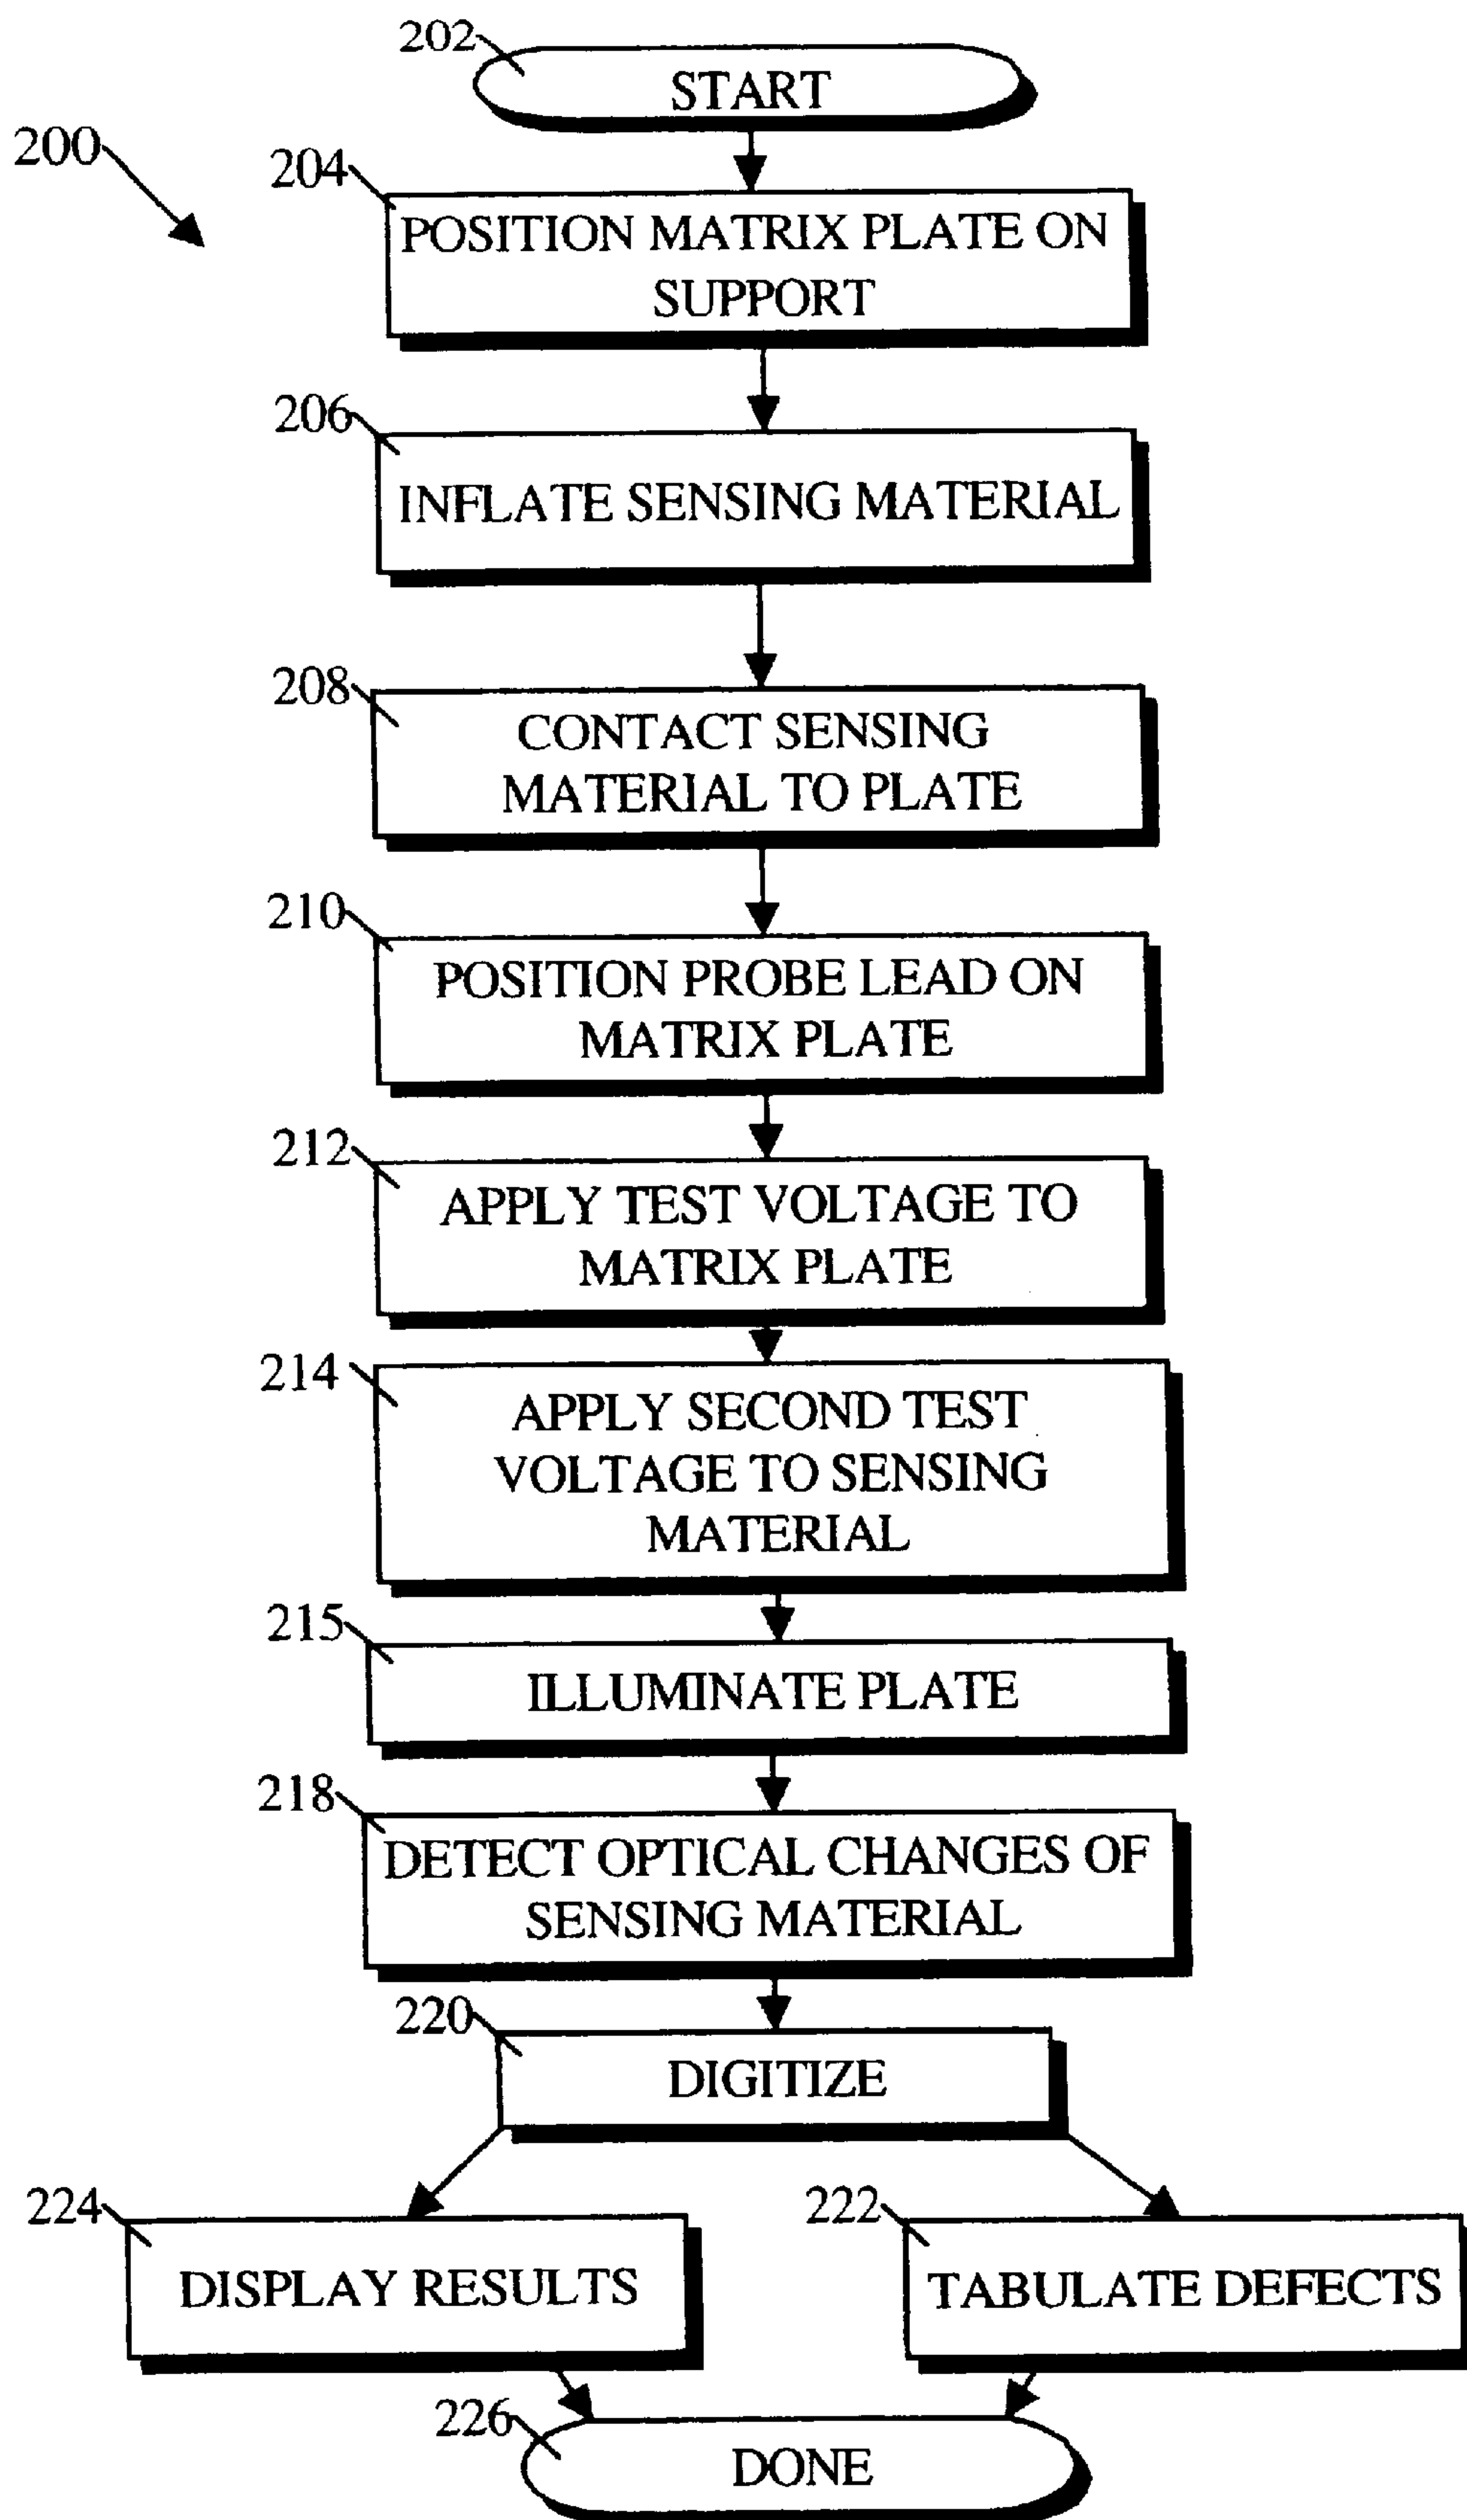 202
START
200
204
POSITION MATRIX PLATE ON
SUPPORT
206
INFLATE SENSING MATERIAL
208
CONTACT SENSING
MATERIAL TO PLATE
210
POSITION PROBE LEAD ON
MATRIX PLATE
212
APPLY TEST VOLTAGE TO
MATRIX PLATE
214
APPLY SECOND TEST
VOLTAGE TO SENSING
MATERIAL
215
ILLUMINATE PLATE
218
DETECT OPTICAL CHANGES OF
SENSING MATERIAL
220
DIGITIZE
224
DISPLAY RESULTS
222
TABULATE DEFECTS
226
DONE